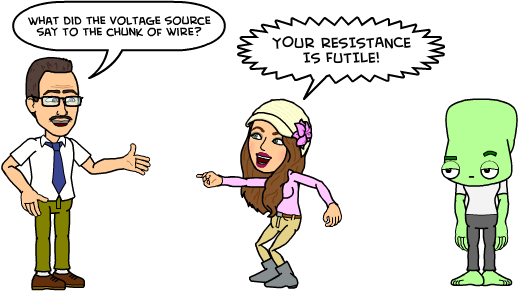 WHAT DID THE VOLTAGE SOURCE
SAY TO THE CHUNK OF WIRE?
YOUR RESISTANCE
IS FUTILE!